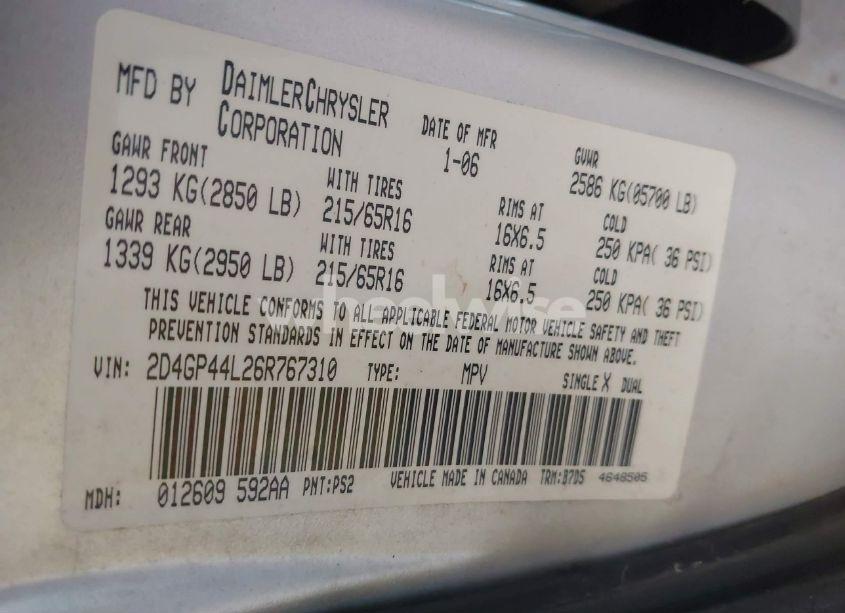 MFD BY DAIMLERCHRYSLER CORPORATION
DATE OF MFR 1-06
GVWR 2586 KG(05700 LB)
GAWR FRONT
1293 KG(2850 LB) WITH TIRES 215/65R16 RIMS AT 16X6.5 COLD 250 KPA( 36 PSI)
GAWR REAR
1339 KG(2950 LB) WITH TIRES 215/65R16 RIMS AT 16X6.5 COLD 250 KPA( 36 PSI)
THIS VEHICLE CONFORMS TO ALL APPLICABLE FEDERAL MOTOR VEHICLE SAFETY AND THEFT
PREVENTION STANDARDS IN EFFECT ON THE DATE OF MANUFACTURE SHOWN ABOVE.
VIN: 2D4GP44L26R767310 TYPE: MPV SINGLE X DUAL
MDH: 012609 592AA PNT:PS2 VEHICLE MADE IN CANADA TRM:B7D5 4648505